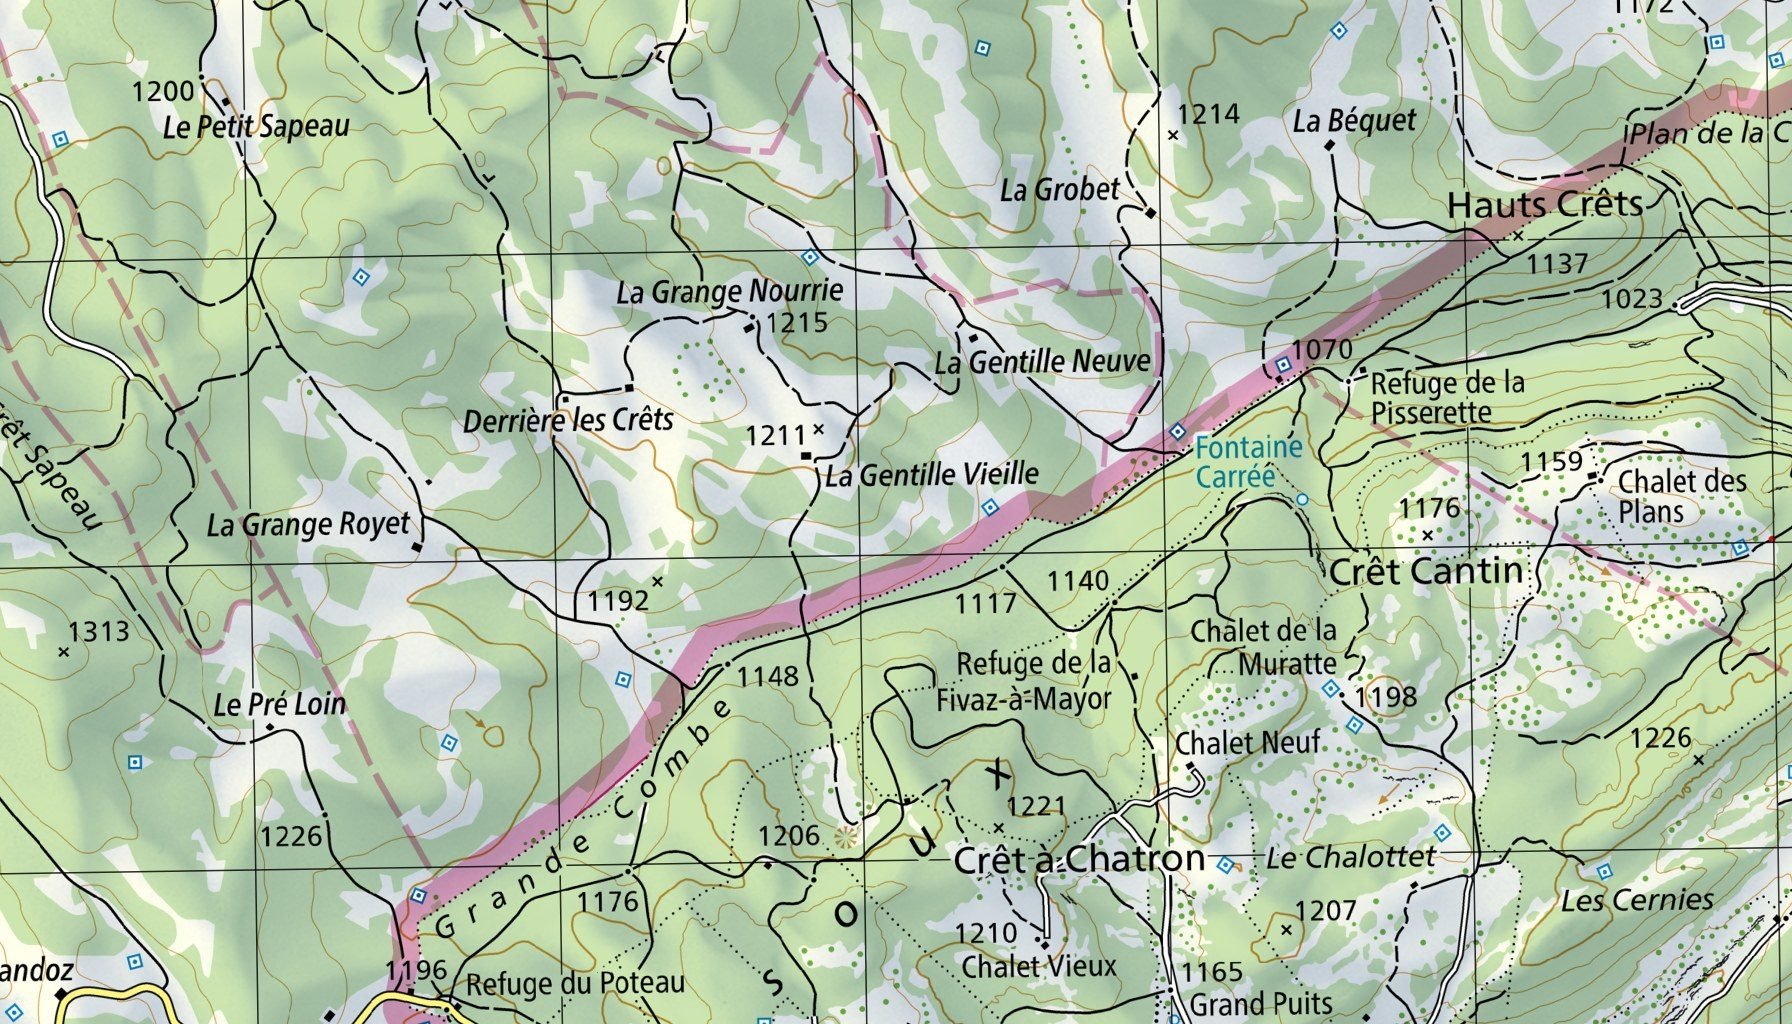 1172
1200
Le Petit Sapeau
1214
La Béquet
Plan de la C
La Grobet
Hauts Crêts
1137
La Grange Nourrie
1215
1023
La Gentille Neuve
1070
Refuge de la
Pisserette
Derrière les Crêts
1211
La Gentille Vieille
Fontaine
Carréé
1159
Chalet des
Plans
rêt Sapeau
La Grange Royet
1176
Crêt Cantin
1192
1117
1140
1313
Chalet de la
Muratte
1148
Refuge de la
Fivaz-à-Mayor
1198
Le Pré Loin
Grande Combe
Chalet Neuf
1226
X
1221
1226
1206
U
Crêt à Chatron
Le Chalottet
1176
O
1207
Les Cernies
1210
Chalet Vieux
andoz
1196
Refuge du Poteau
S
1165
Grand Puits